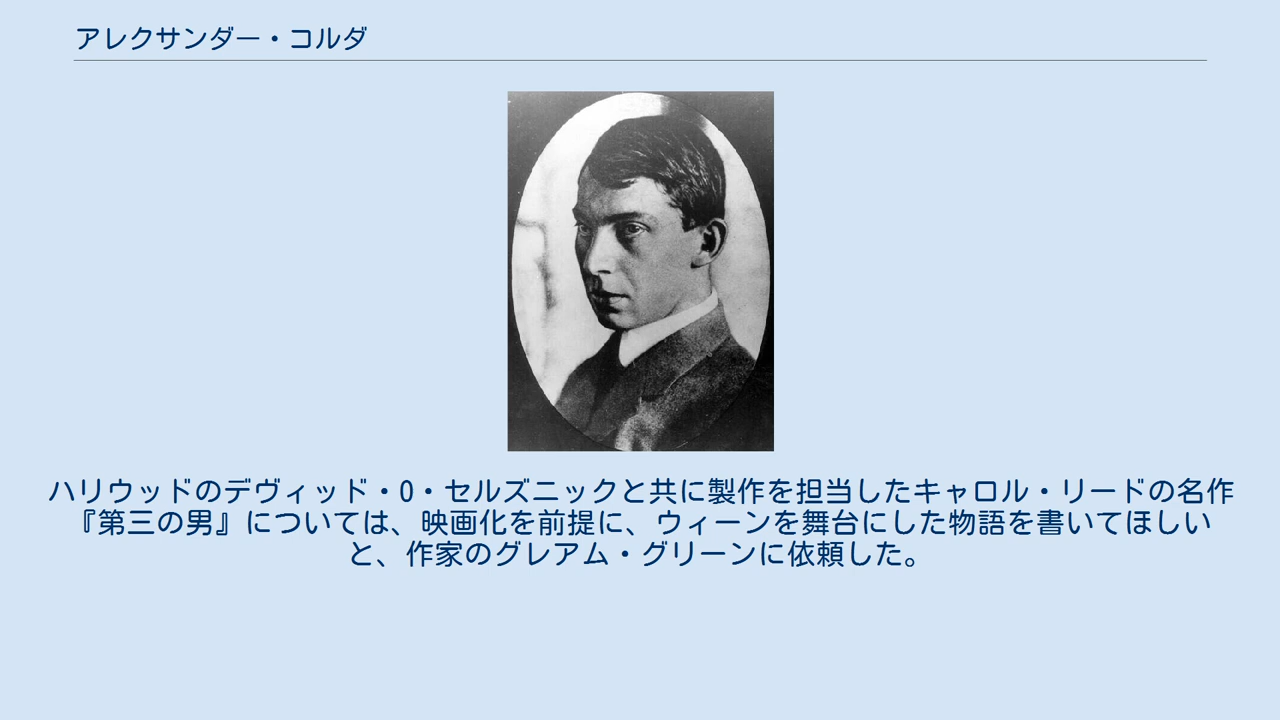 アレクサンダー・コルダ
ハリウッドのデヴィッド・O・セルズニックと共に製作を担当したキャロル・リードの名作
『第三の男』については、映画化を前提に、ウィーンを舞台にした物語を書いてほしい
と、作家のグレアム・グリーンに依頼した。